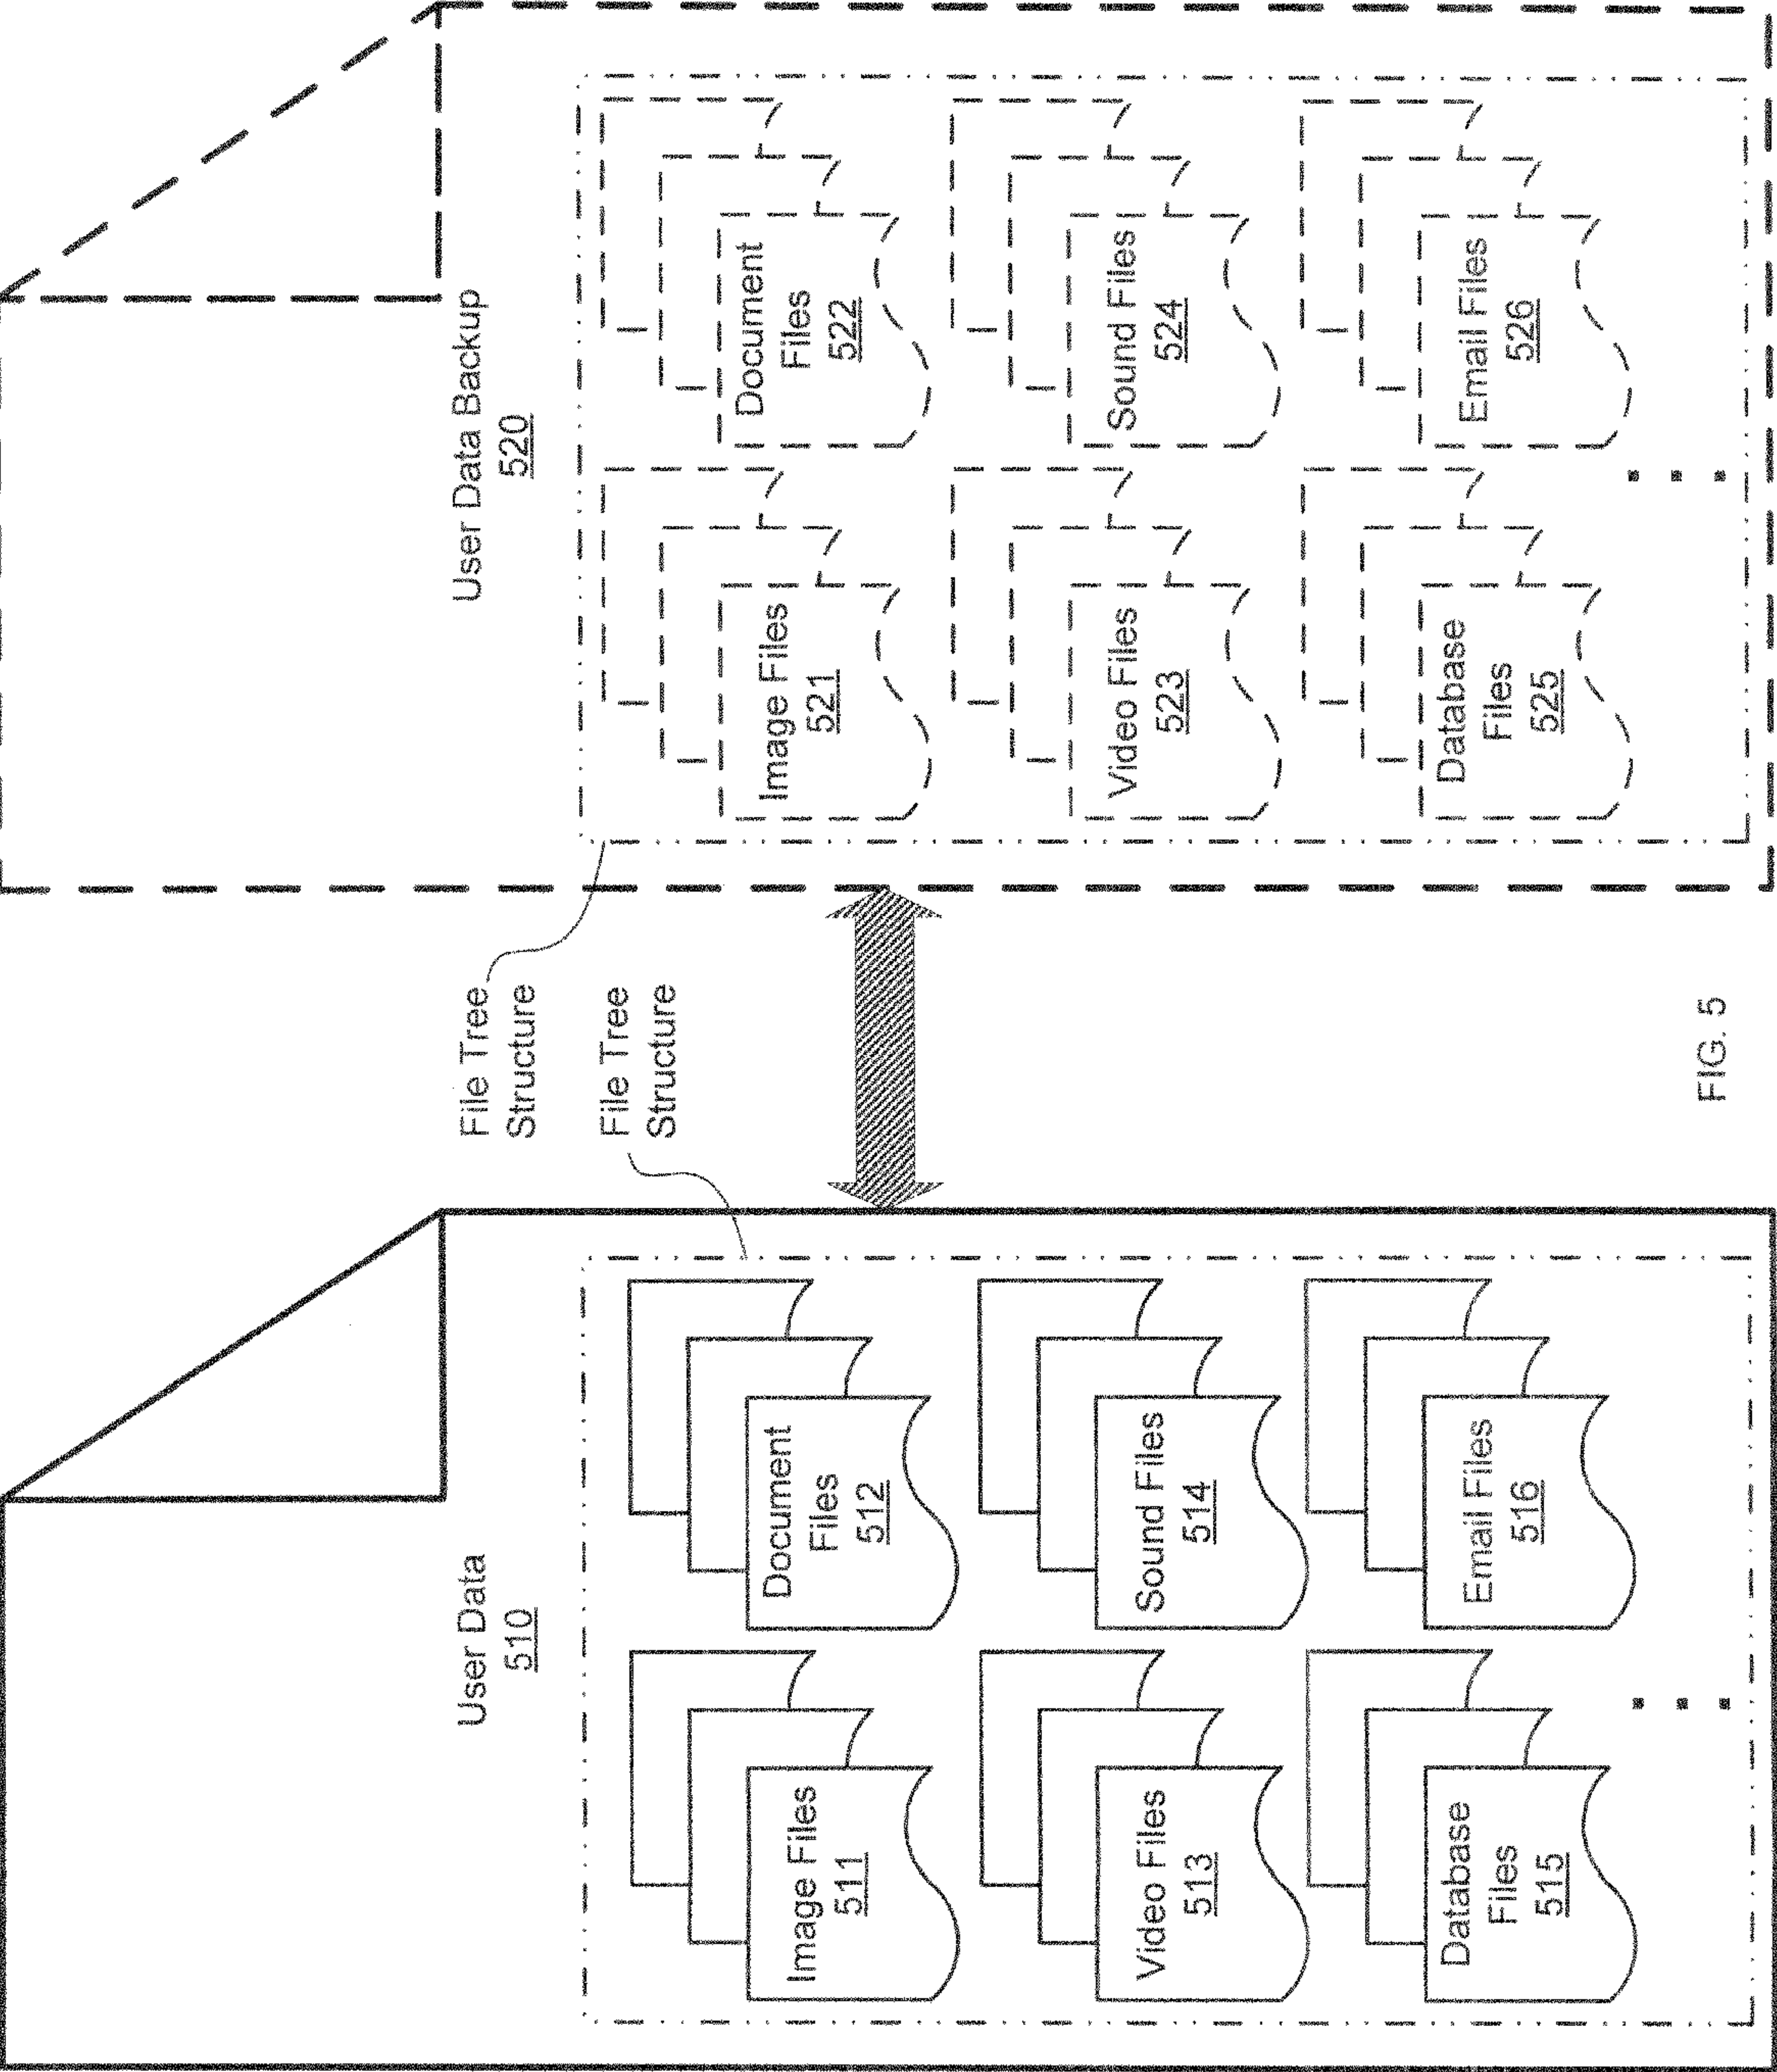 User Data
510
Image Files
511
Document
Files
512
Video Files
513
Sound Files
514
Database
Files
515
Email Files
516
File Tree
Structure
File Tree
Structure
User Data Backup
520
Image Files
521
Document
Files
522
Video Files
523
Sound Files
524
Database
Files
525
Email Files
526
FIG. 5